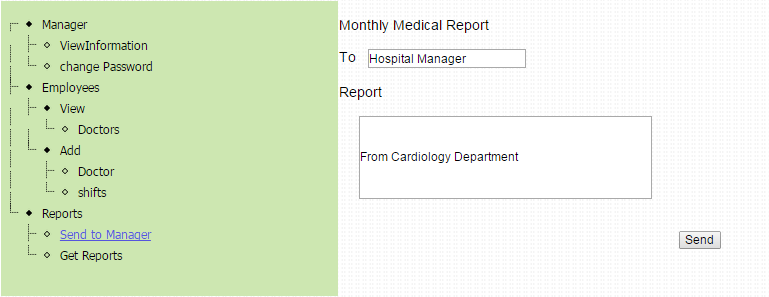 Manager
ViewInformation
change Password
Employees
View
Doctors
Add
Doctor
shifts
Reports
Send to Manager
Get Reports
Monthly Medical Report
To Hospital Manager
Report
From Cardiology Department
Send